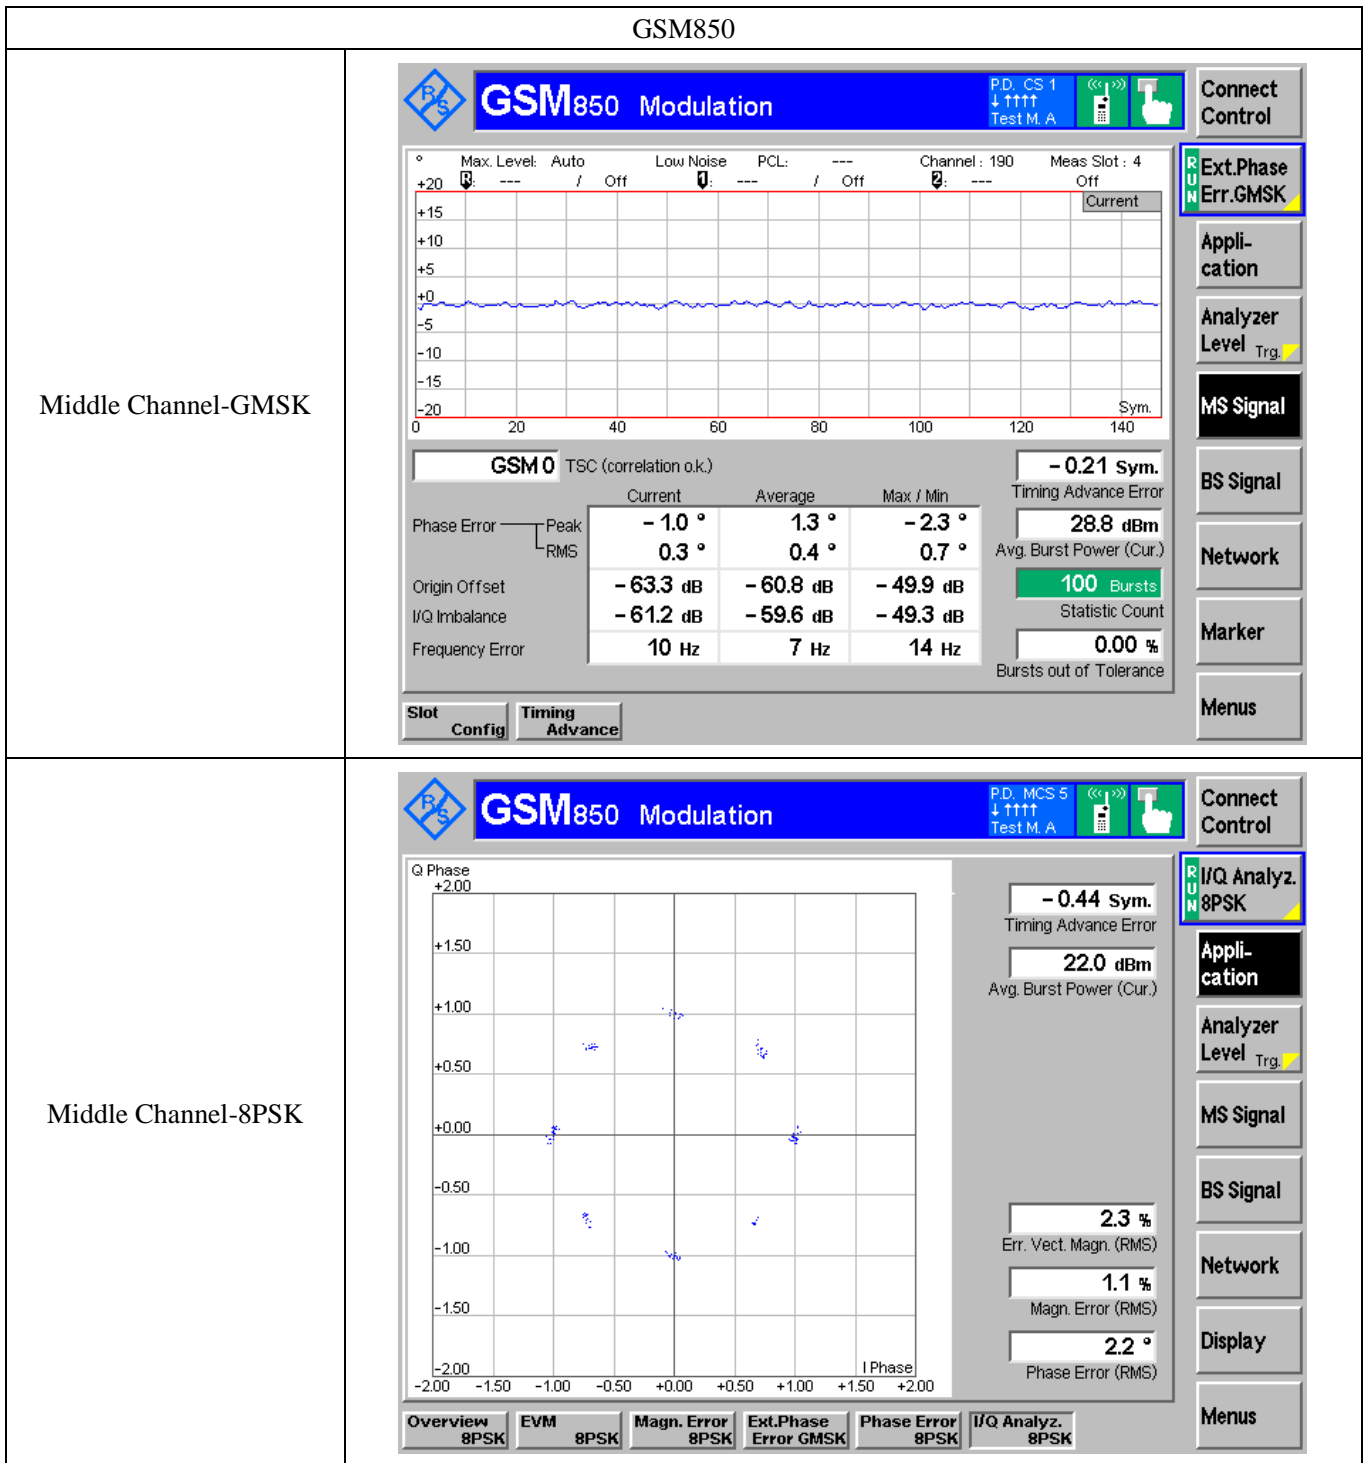 GSM850
Middle Channel-GMSK
R/S
GSM850 Modulation
P.D. CS 1
↓ ↑↑↑↑
Test M. A
Connect
Control
° Max. Level: Auto Low Noise PCL: --- Channel : 190 Meas Slot : 4
R: --- / Off 1: --- / Off 2: --- Off
Current
+20
+15
+10
+5
+0
-5
-10
-15
-20
Sym.
0 20 40 60 80 100 120 140
GSM 0 TSC (correlation o.k.)
Current Average Max / Min
Phase Error Peak -1.0 ° 1.3 ° -2.3 °
RMS 0.3 ° 0.4 ° 0.7 °
Origin Offset -63.3 dB -60.8 dB -49.9 dB
I/Q Imbalance -61.2 dB -59.6 dB -49.3 dB
Frequency Error 10 Hz 7 Hz 14 Hz
-0.21 Sym.
Timing Advance Error
28.8 dBm
Avg. Burst Power (Cur.)
100 Bursts
Statistic Count
0.00 %
Bursts out of Tolerance
RUN
Ext.Phase
Err.GMSK
Appli-
cation
Analyzer
Level Trg.
MS Signal
BS Signal
Network
Marker
Menus
Slot
Config
Timing
Advance
Middle Channel-8PSK
R/S
GSM850 Modulation
P.D. MCS 5
↓ ↑↑↑↑
Test M. A
Connect
Control
Q Phase
+2.00
+1.50
+1.00
+0.50
+0.00
-0.50
-1.00
-1.50
-2.00
I Phase
-2.00 -1.50 -1.00 -0.50 +0.00 +0.50 +1.00 +1.50 +2.00
-0.44 Sym.
Timing Advance Error
22.0 dBm
Avg. Burst Power (Cur.)
2.3 %
Err. Vect. Magn. (RMS)
1.1 %
Magn. Error (RMS)
2.2 °
Phase Error (RMS)
RUN
I/Q Analyz.
8PSK
Appli-
cation
Analyzer
Level Trg.
MS Signal
BS Signal
Network
Display
Menus
Overview
8PSK
EVM
8PSK
Magn. Error
8PSK
Ext.Phase
Error GMSK
Phase Error
8PSK
I/Q Analyz.
8PSK